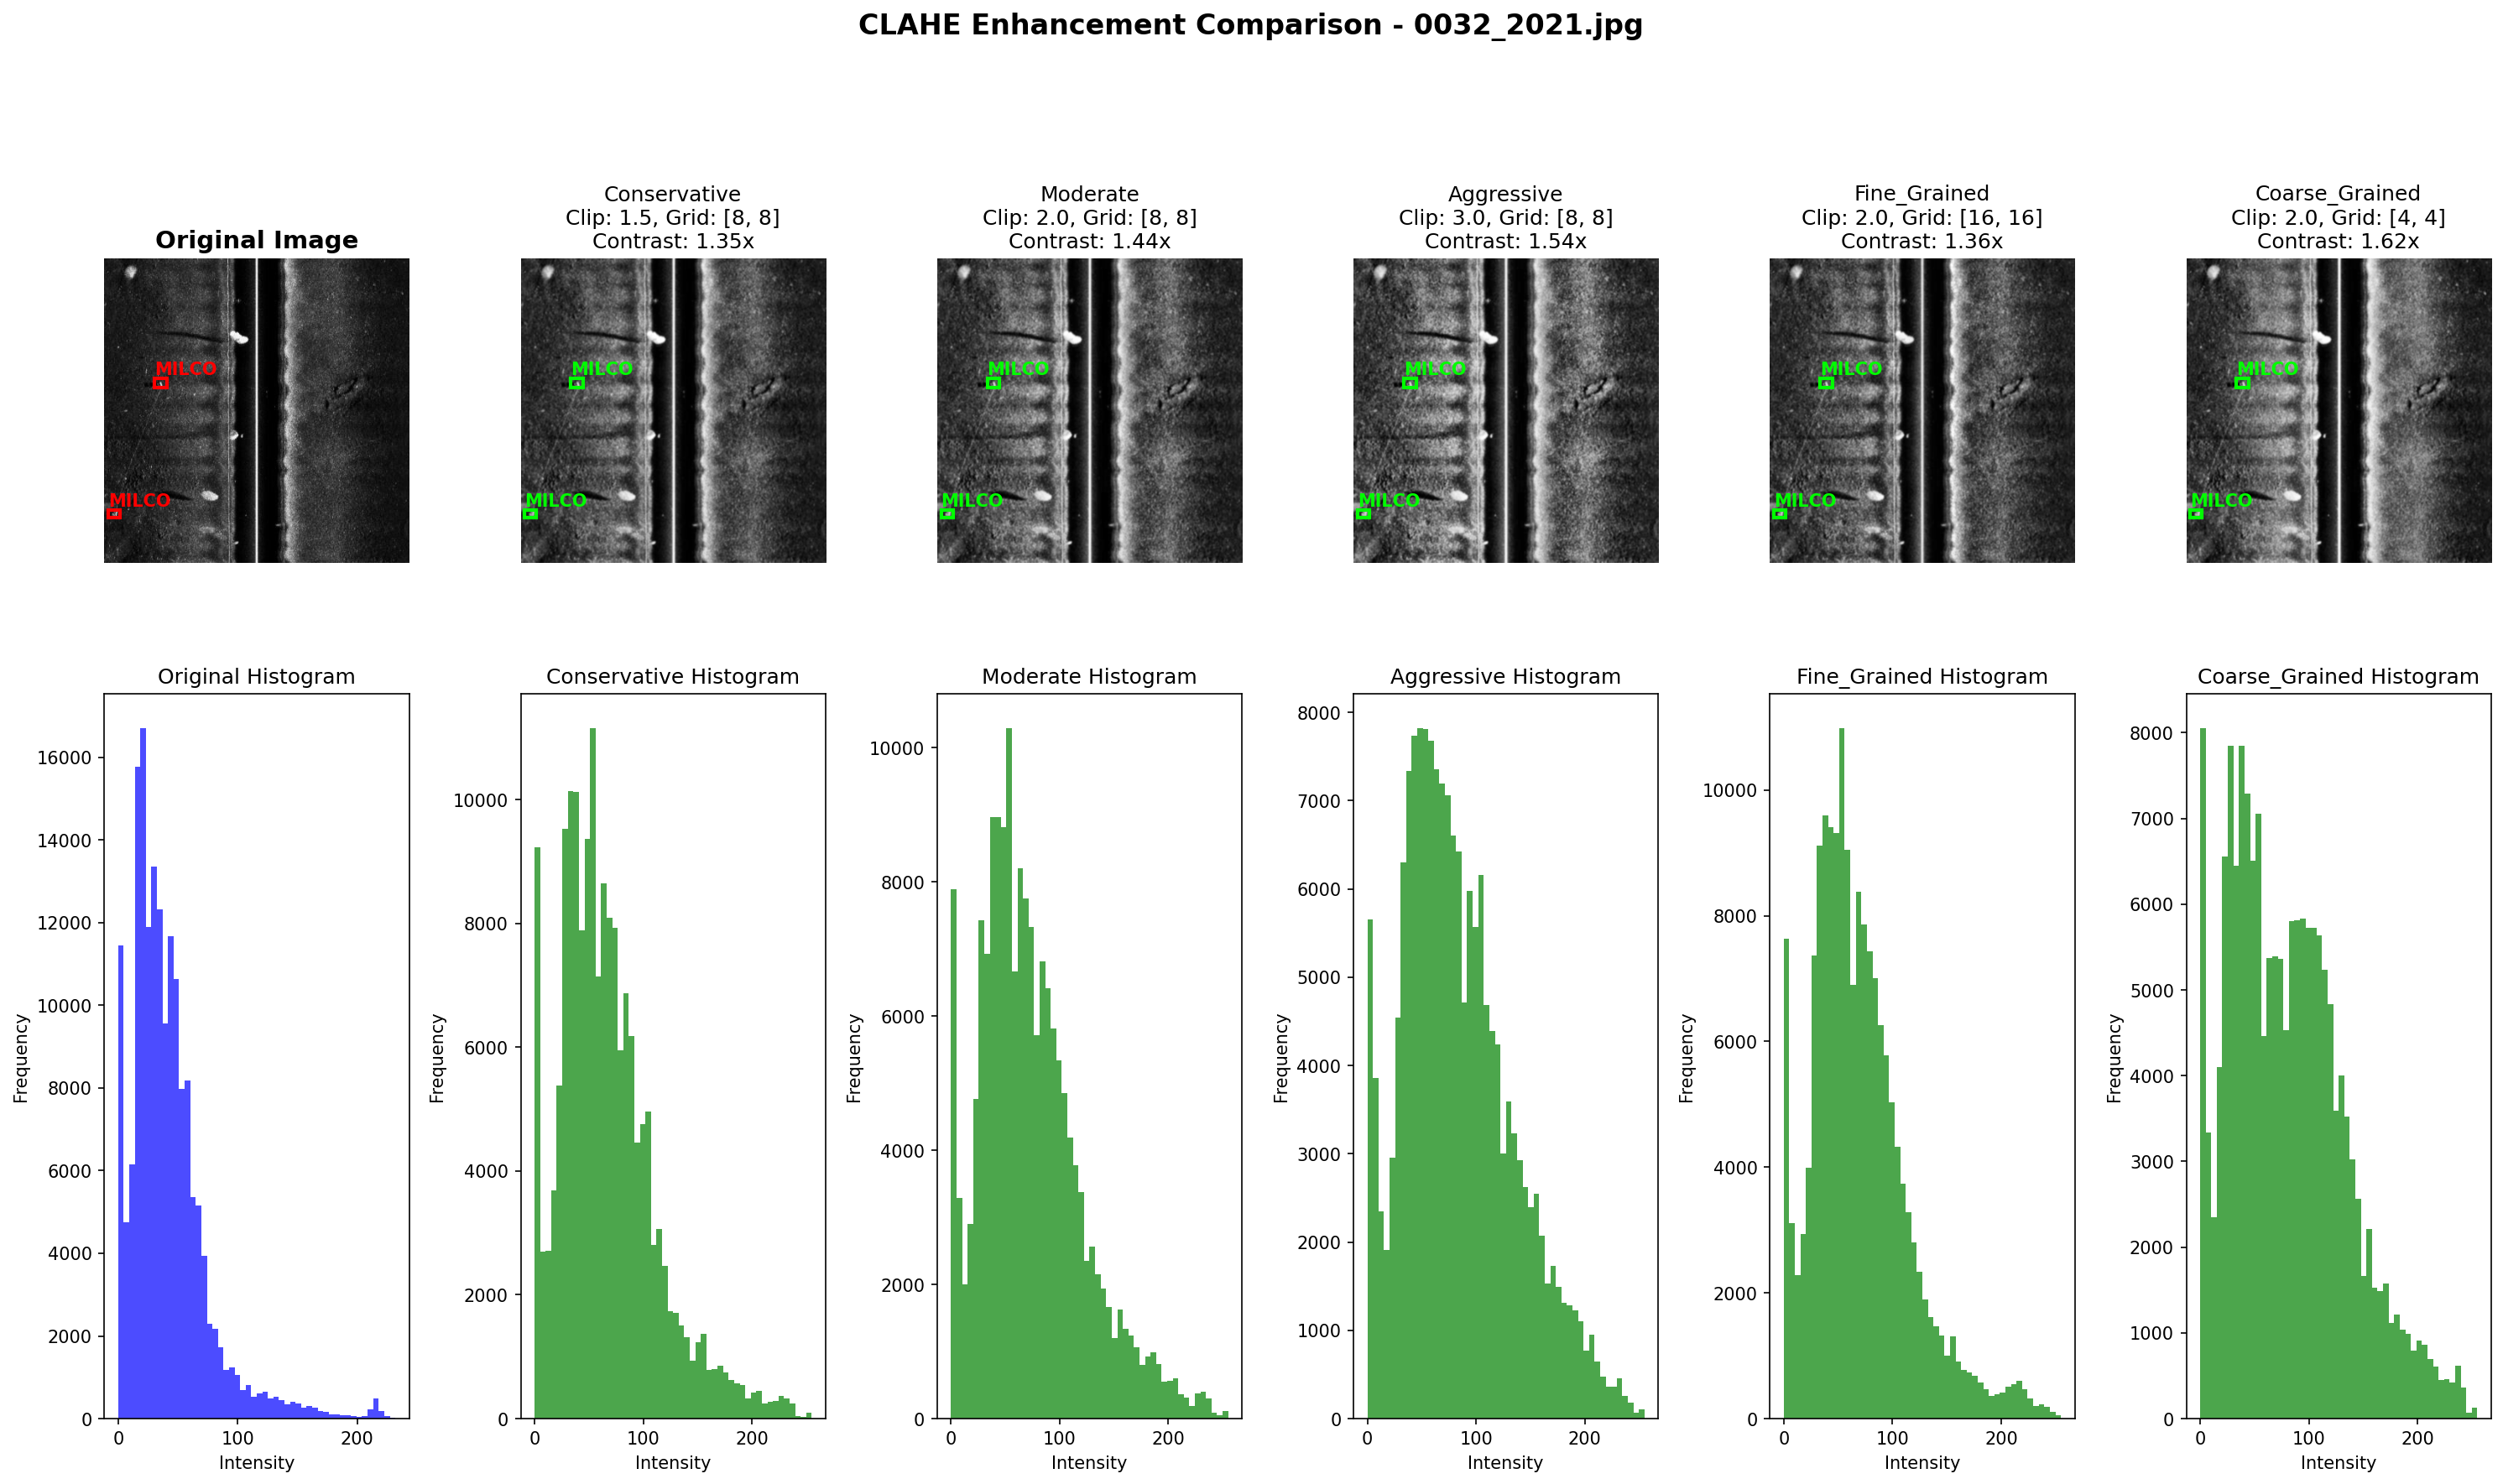 CLAHE Enhancement Comparison - 0032_2021.jpg
Original Image
Conservative
Clip: 1.5, Grid: [8, 8]
Contrast: 1.35x
Moderate
Clip: 2.0, Grid: [8, 8]
Contrast: 1.44x
Aggressive
Clip: 3.0, Grid: [8, 8]
Contrast: 1.54x
Fine_Grained
Clip: 2.0, Grid: [16, 16]
Contrast: 1.36x
Coarse_Grained
Clip: 2.0, Grid: [4, 4]
Contrast: 1.62x
MILCO
MILCO
MILCO
MILCO
MILCO
MILCO
MILCO
MILCO
MILCO
MILCO
MILCO
MILCO
Original Histogram
Frequency
16000
14000
12000
10000
8000
6000
4000
2000
0
0 100 200
Intensity
Conservative Histogram
Frequency
10000
8000
6000
4000
2000
0
0 100 200
Intensity
Moderate Histogram
Frequency
10000
8000
6000
4000
2000
0
0 100 200
Intensity
Aggressive Histogram
Frequency
8000
7000
6000
5000
4000
3000
2000
1000
0
0 100 200
Intensity
Fine_Grained Histogram
Frequency
10000
8000
6000
4000
2000
0
0 100 200
Intensity
Coarse_Grained Histogram
Frequency
8000
7000
6000
5000
4000
3000
2000
1000
0
0 100 200
Intensity